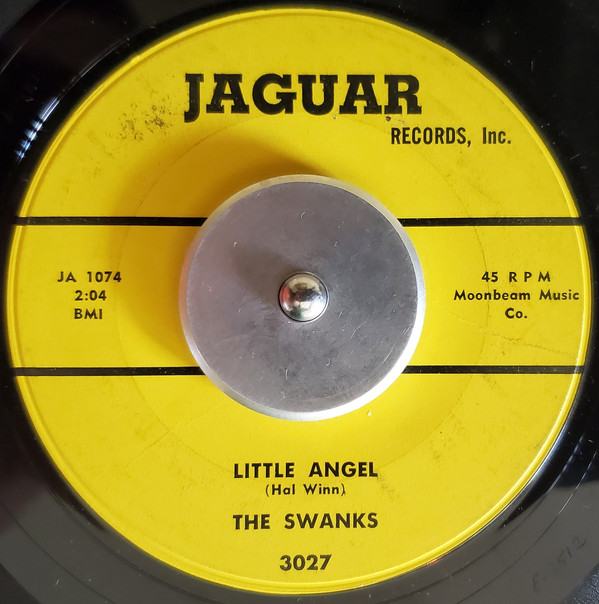 JAGUAR
RECORDS, Inc.
JA 1074
2:04
BMI
45 R P M
Moonbeam Music
Co.
LITTLE ANGEL
(Hal Winn)
THE SWANKS
3027